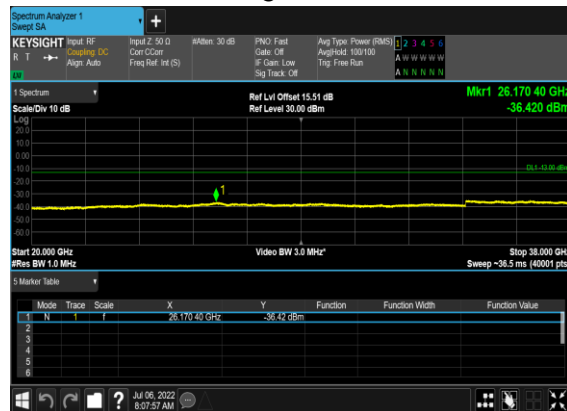 Spectrum Analyzer 1
Swept SA
+
KEYSIGHT Input: RF Input Z: 50 Ω #Atten: 30 dB PNO: Fast Avg Type: Power (RMS) 1 2 3 4 5 6
R T Coupling: DC Corr CCorr Gate: Off Avg|Hold: 100/100 A W W W W W
Align: Auto Freq Ref: Int (S) IF Gain: Low Trig: Free Run
Sig Track: Off A N N N N N
1 Spectrum Ref Lvl Offset 15.51 dB Mkr1 26.170 40 GHz
Scale/Div 10 dB Ref Level 30.00 dBm -36.420 dBm
Log
20.0
10.0
0.00
-10.0 DL1 -13.00 dBm
-20.0
-30.0 1
-40.0
-50.0
-60.0
Start 20.000 GHz Video BW 3.0 MHz* Stop 38.000 GHz
#Res BW 1.0 MHz Sweep ~36.5 ms (40001 pts)
5 Marker Table
Mode Trace Scale X Y Function Function Width Function Value
1 N 1 f 26.170 40 GHz -36.42 dBm
2
3
4
5
6
? Jul 06, 2022
8:07:57 AM